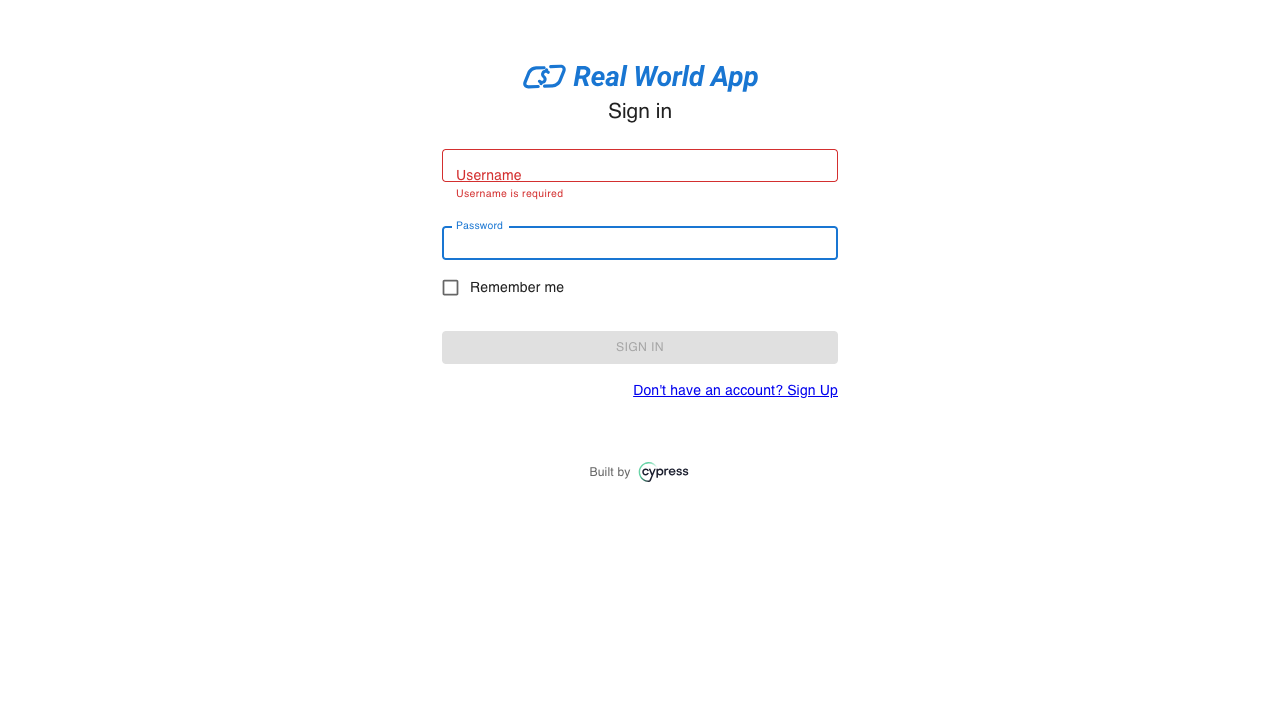 Real World App
Sign in
Username
Username is required
Password
Remember me
SIGN IN
Don't have an account? Sign Up
Built by cypress